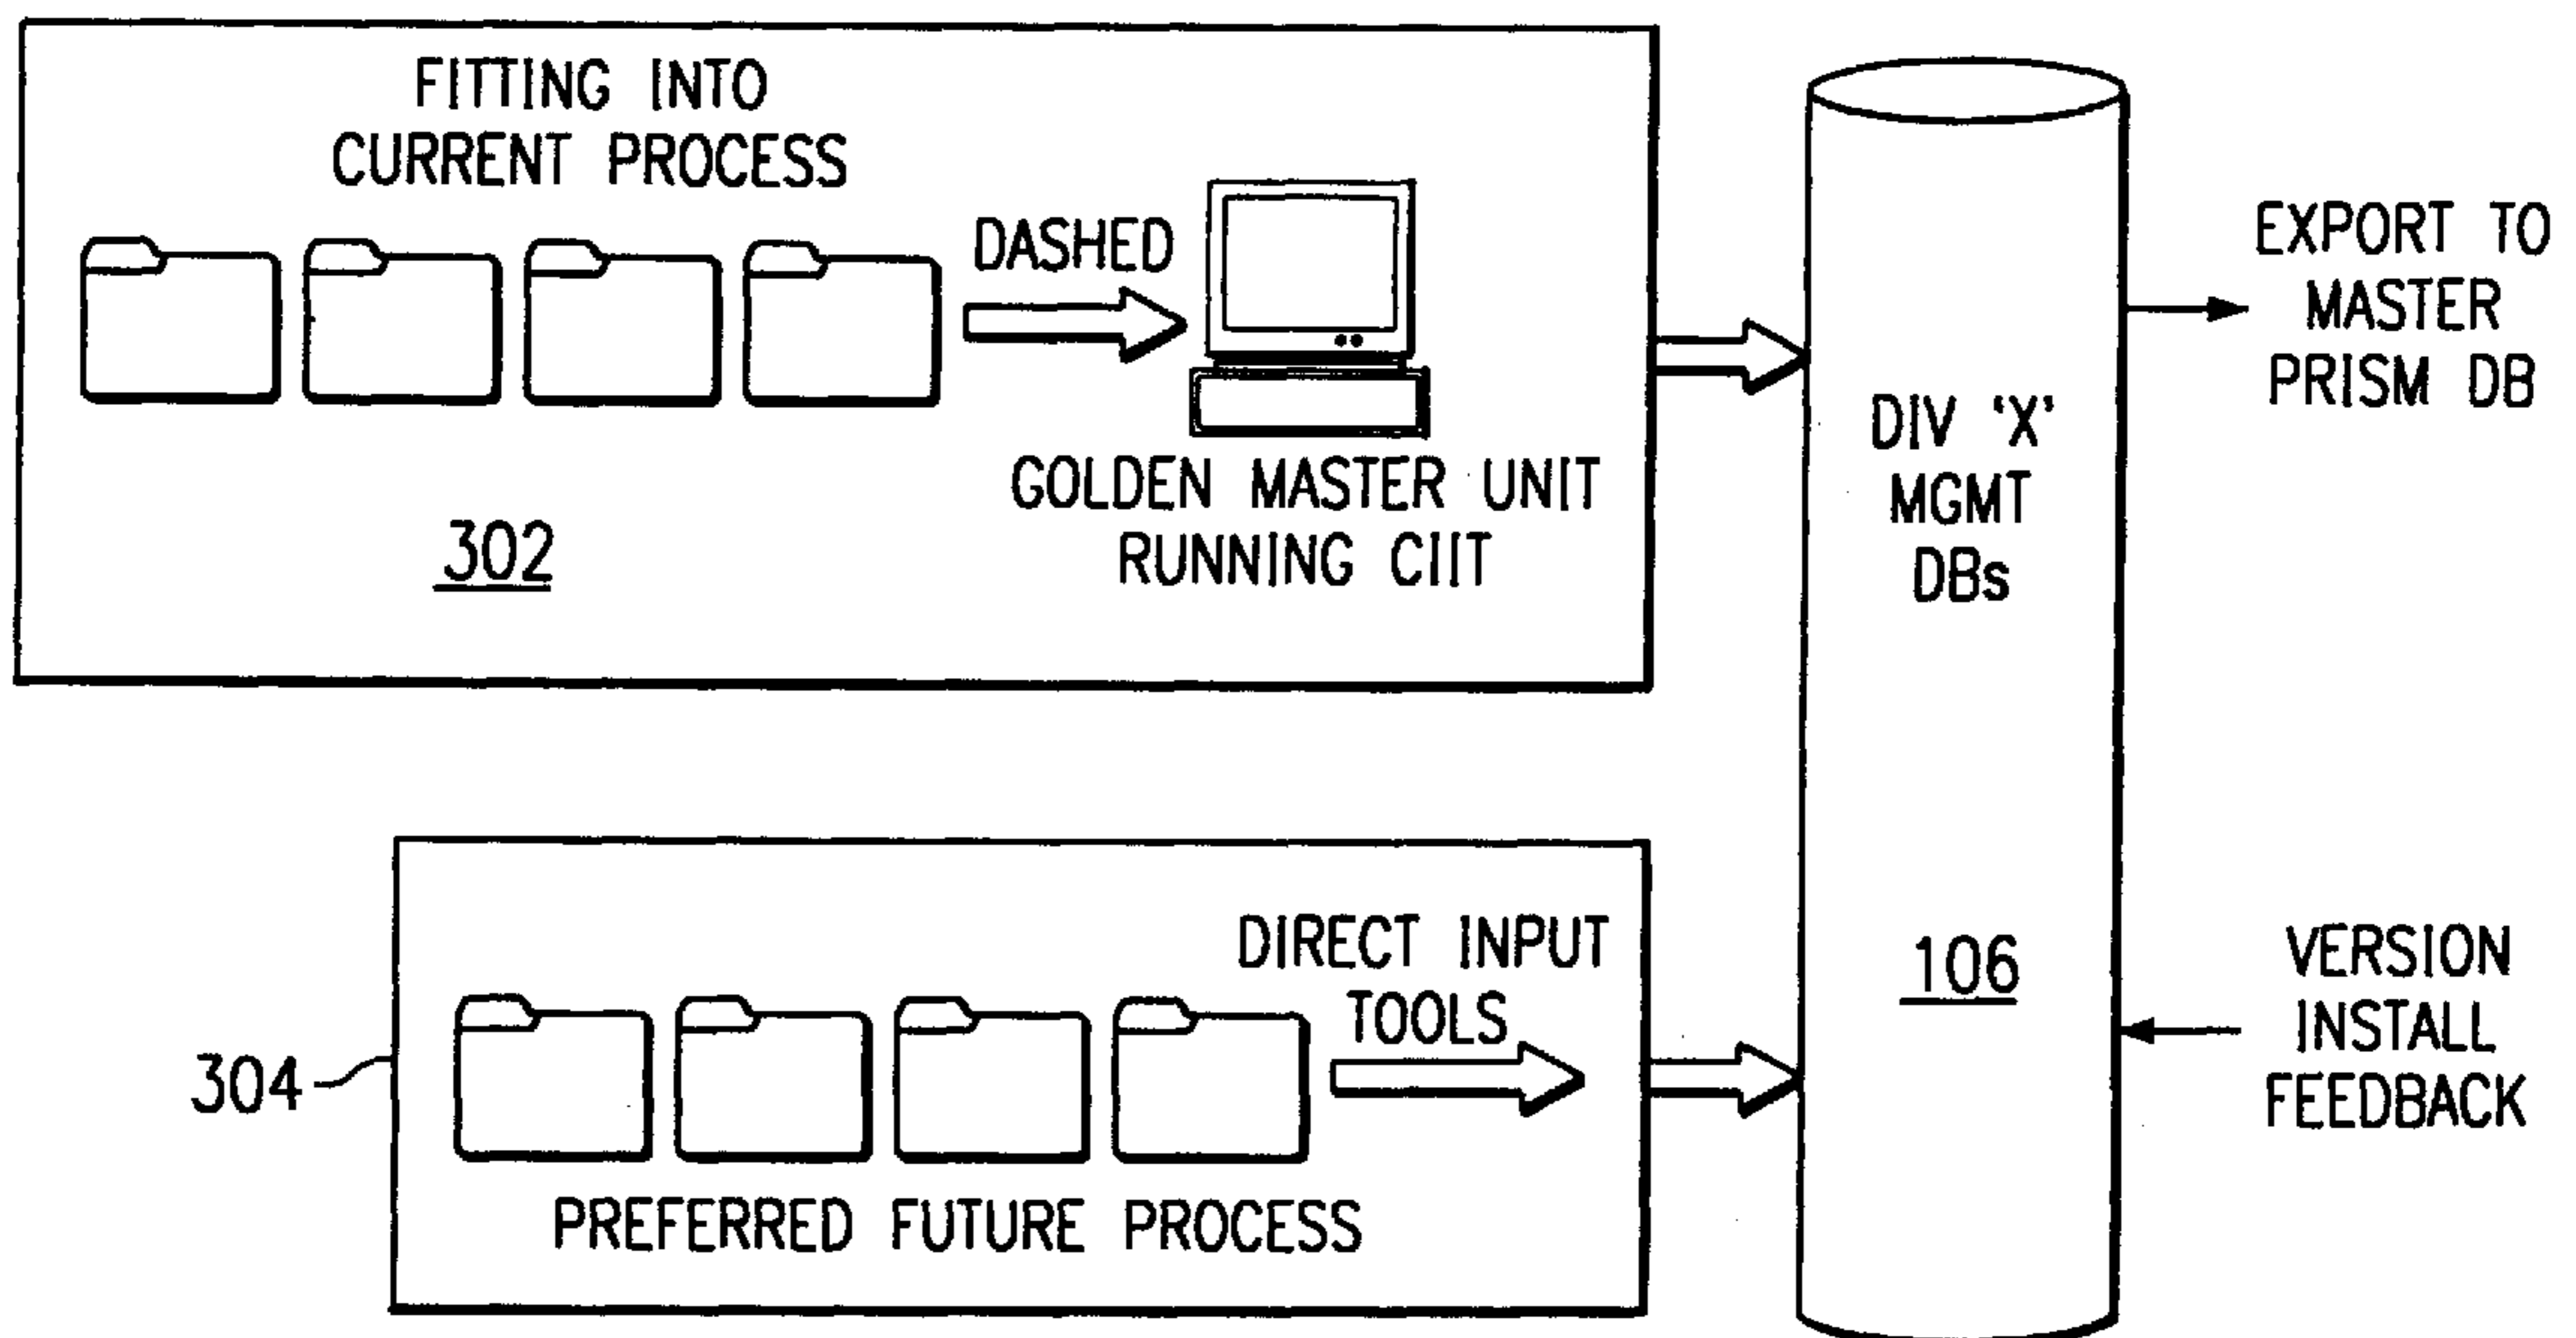 FITTING INTO
CURRENT PROCESS
DASHED
GOLDEN MASTER UNIT
RUNNING CIIT
302
DIV ‘X’
MGMT
DBs
106
EXPORT TO
MASTER
PRISM DB
DIRECT INPUT
TOOLS
304
PREFERRED FUTURE PROCESS
VERSION
INSTALL
FEEDBACK